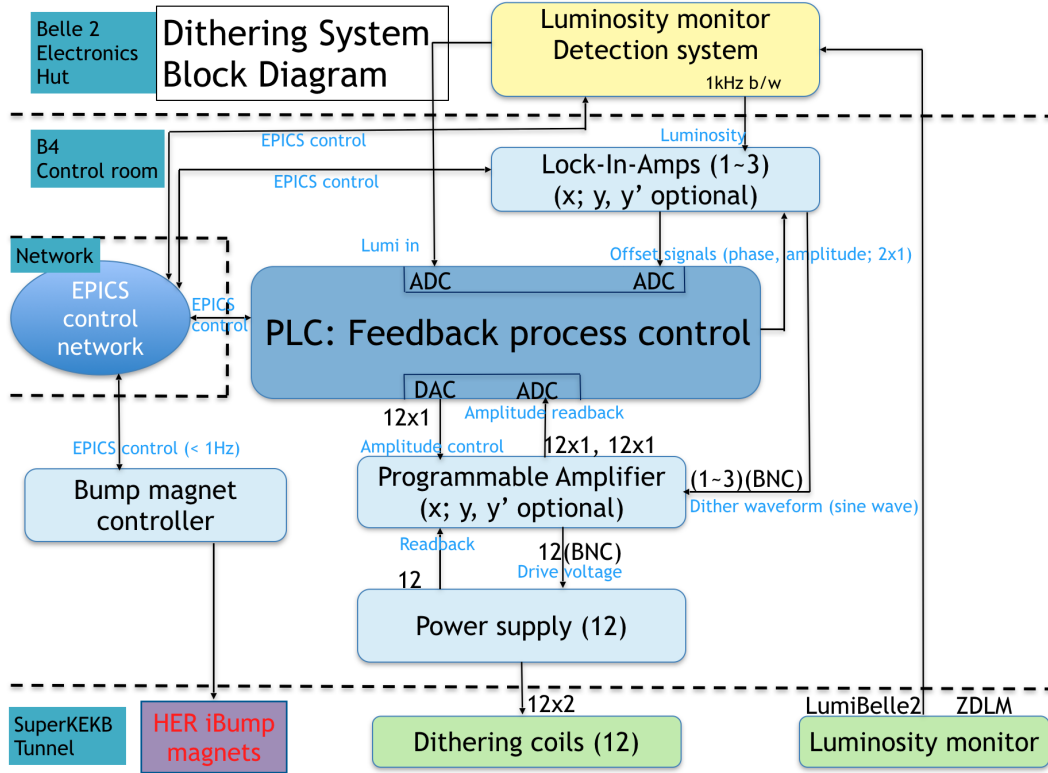 Belle 2
Electronics
Hut
Dithering System
Block Diagram
Luminosity monitor
Detection system
1kHz b/w
B4
Control room
EPICS control
Luminosity
EPICS control
Lock-In-Amps (1~3)
(x; y, y’ optional)
Lumi in
Offset signals (phase, amplitude; 2x1)
Network
EPICS
control
network
EPICS
control
ADC
ADC
PLC: Feedback process control
DAC
ADC
12x1
Amplitude readback
Amplitude control
12x1, 12x1
EPICS control (< 1Hz)
Bump magnet
controller
Programmable Amplifier
(x; y, y’ optional)
(1~3)(BNC)
Dither waveform (sine wave)
Readback
12
12(BNC)
Drive voltage
Power supply (12)
SuperKEKB
Tunnel
HER iBump
magnets
12x2
Dithering coils (12)
LumiBelle2
ZDLM
Luminosity monitor